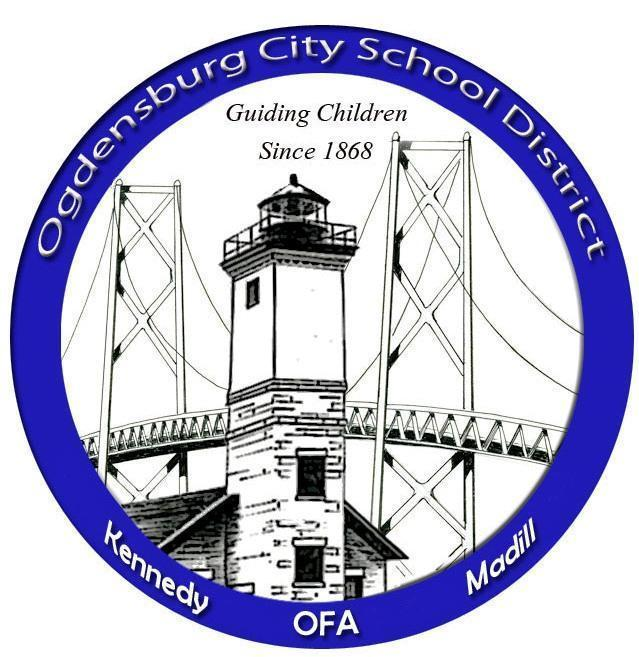 Ogdensburg City School District
Guiding Children
Since 1868
Kennedy
OFA
Madill